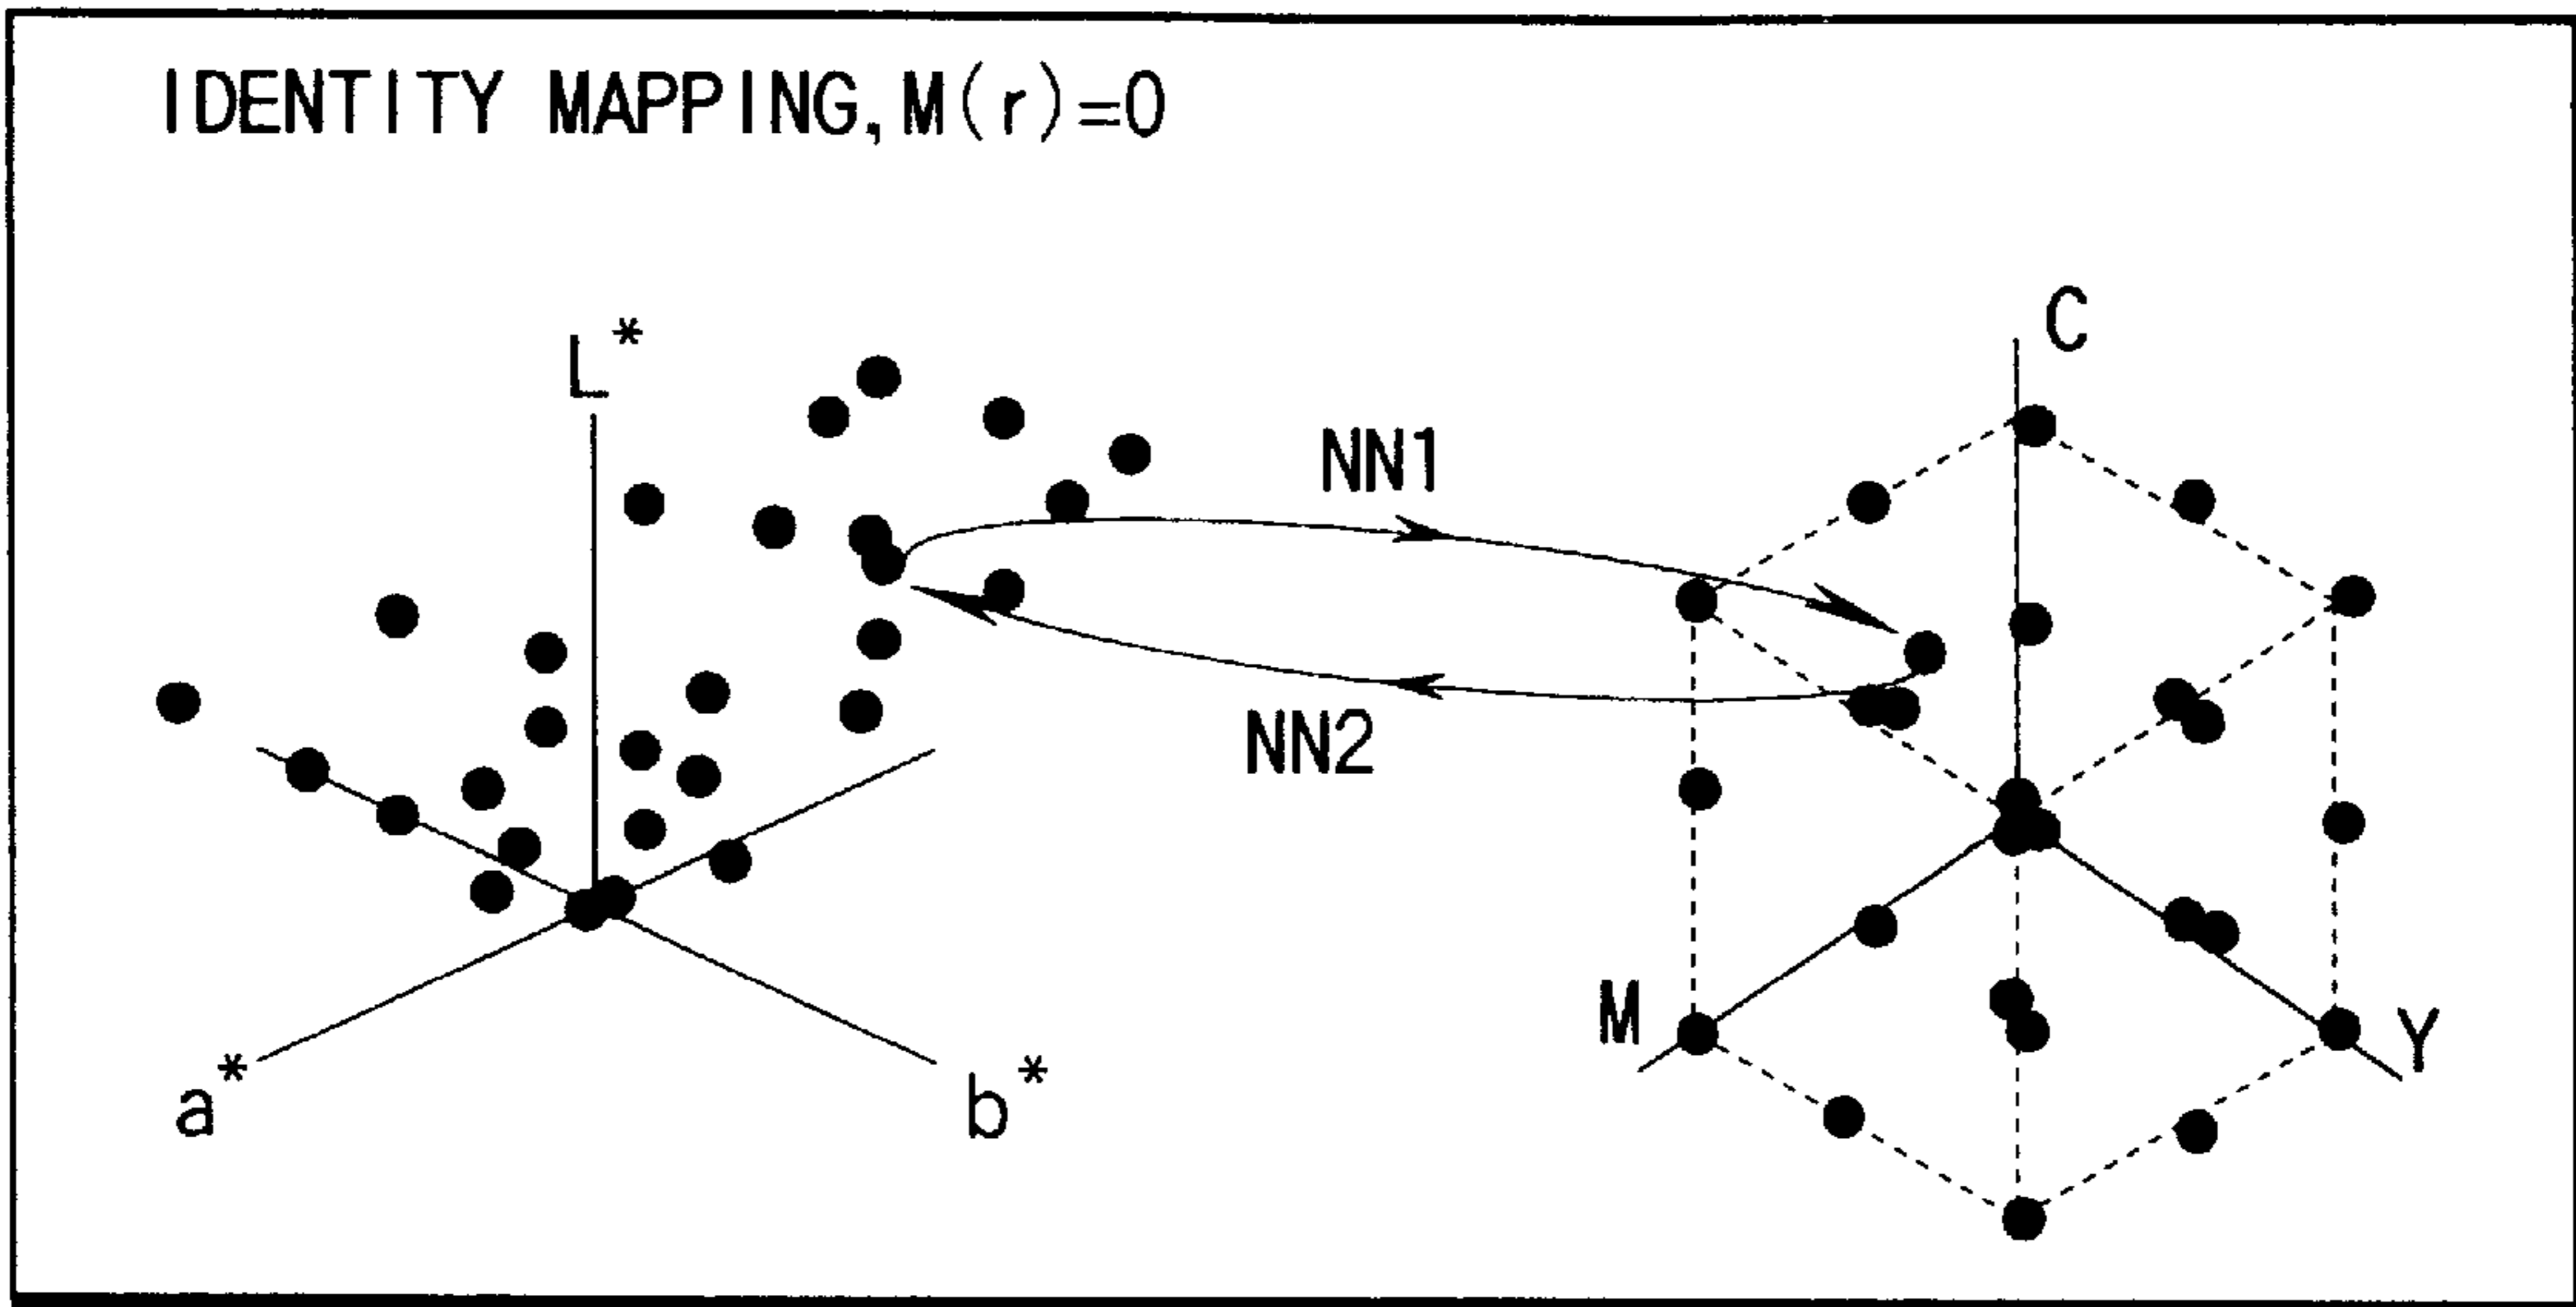 IDENTITY MAPPING, M(r)=0
L*
C
NN1
NN2
M
Y
a*
b*